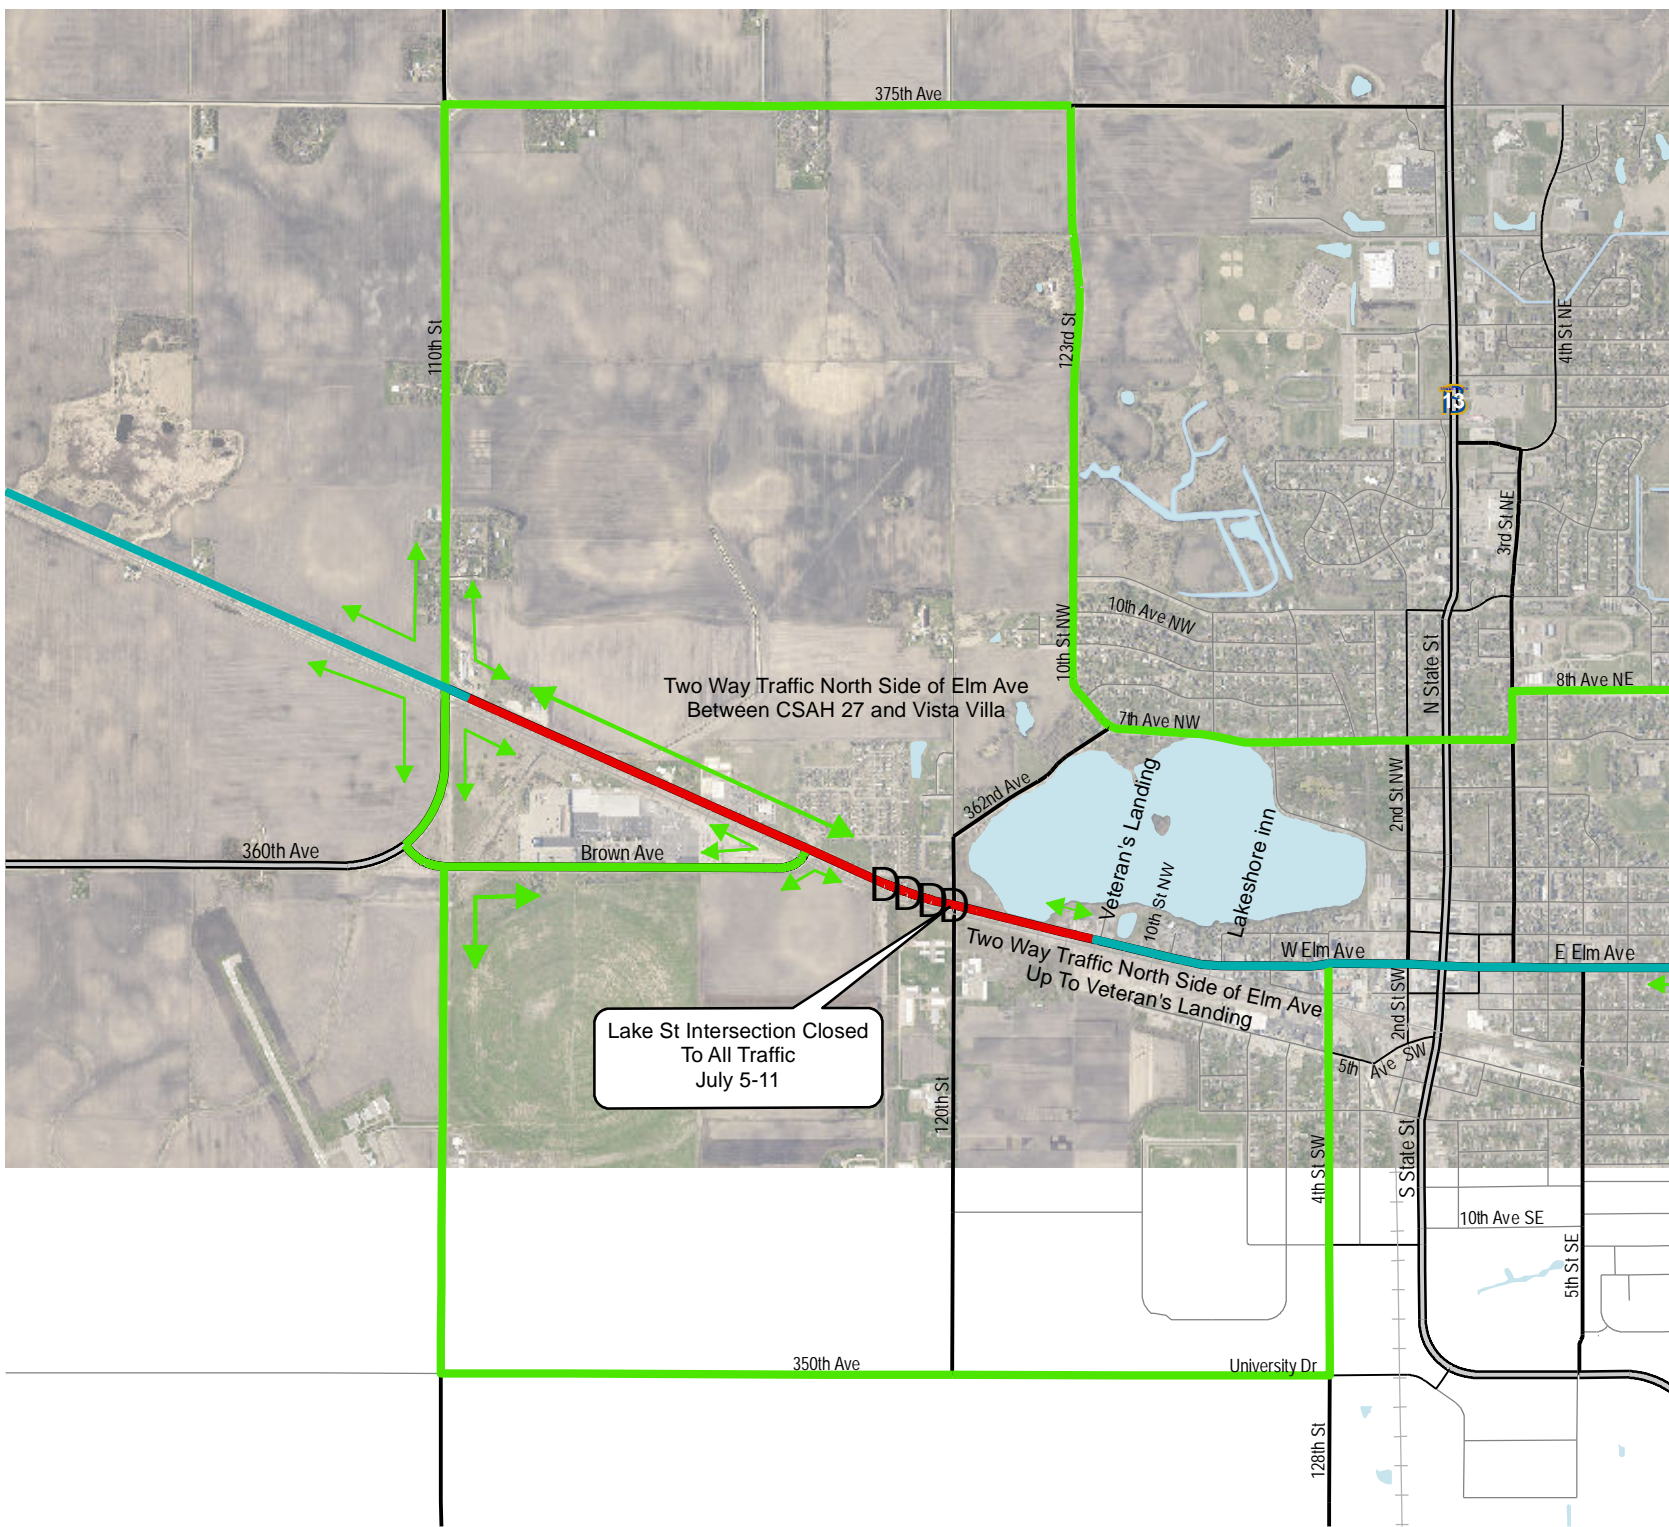 375th Ave
110th St
123rd St
4th St NE
13
3rd St NE
10th Ave NW
10th St NW
N State St
8th Ave NE
Two Way Traffic North Side of Elm Ave
Between CSAH 27 and Vista Villa
7th Ave NW
362nd Ave
Veteran's Landing
10th St NW
Lakeshore inn
2nd St NW
360th Ave
Brown Ave
D
D
D
D
W Elm Ave
E Elm Ave
Two Way Traffic North Side of Elm Ave
Up To Veteran's Landing
2nd St SW
Lake St Intersection Closed
To All Traffic
July 5-11
5th Ave SW
120th St
4th St SW
S State St
10th Ave SE
5th St SE
350th Ave
University Dr
128th St